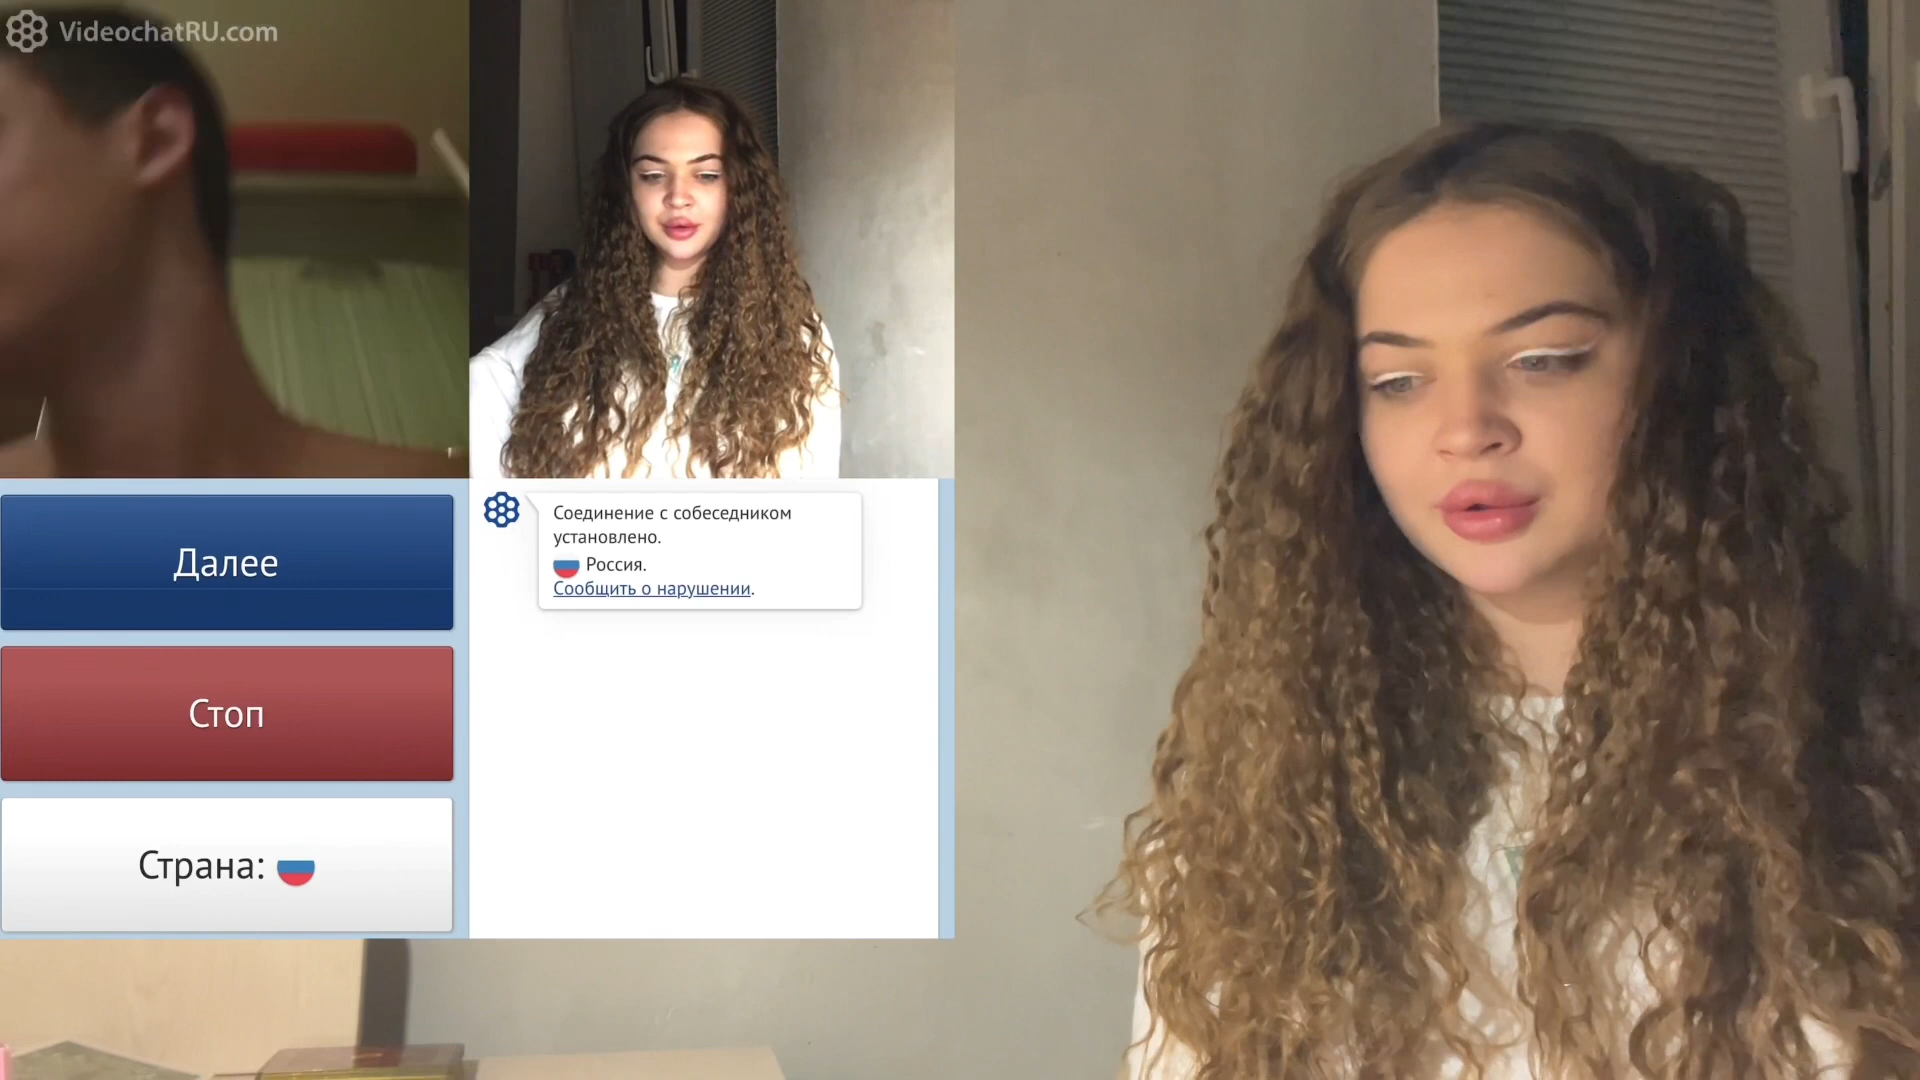 VideochatRU.com
Соединение с собеседником
установлено.
Россия.
Сообщить о нарушении.
Далее
Стоп
Страна: